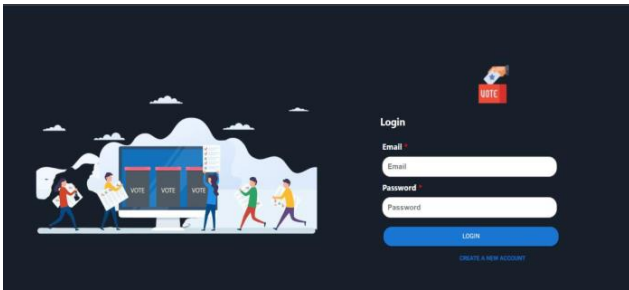 VOTE
Login
Email *
Email
Password *
Password
LOGIN
CREATE A NEW ACCOUNT
VOTE VOTE VOTE